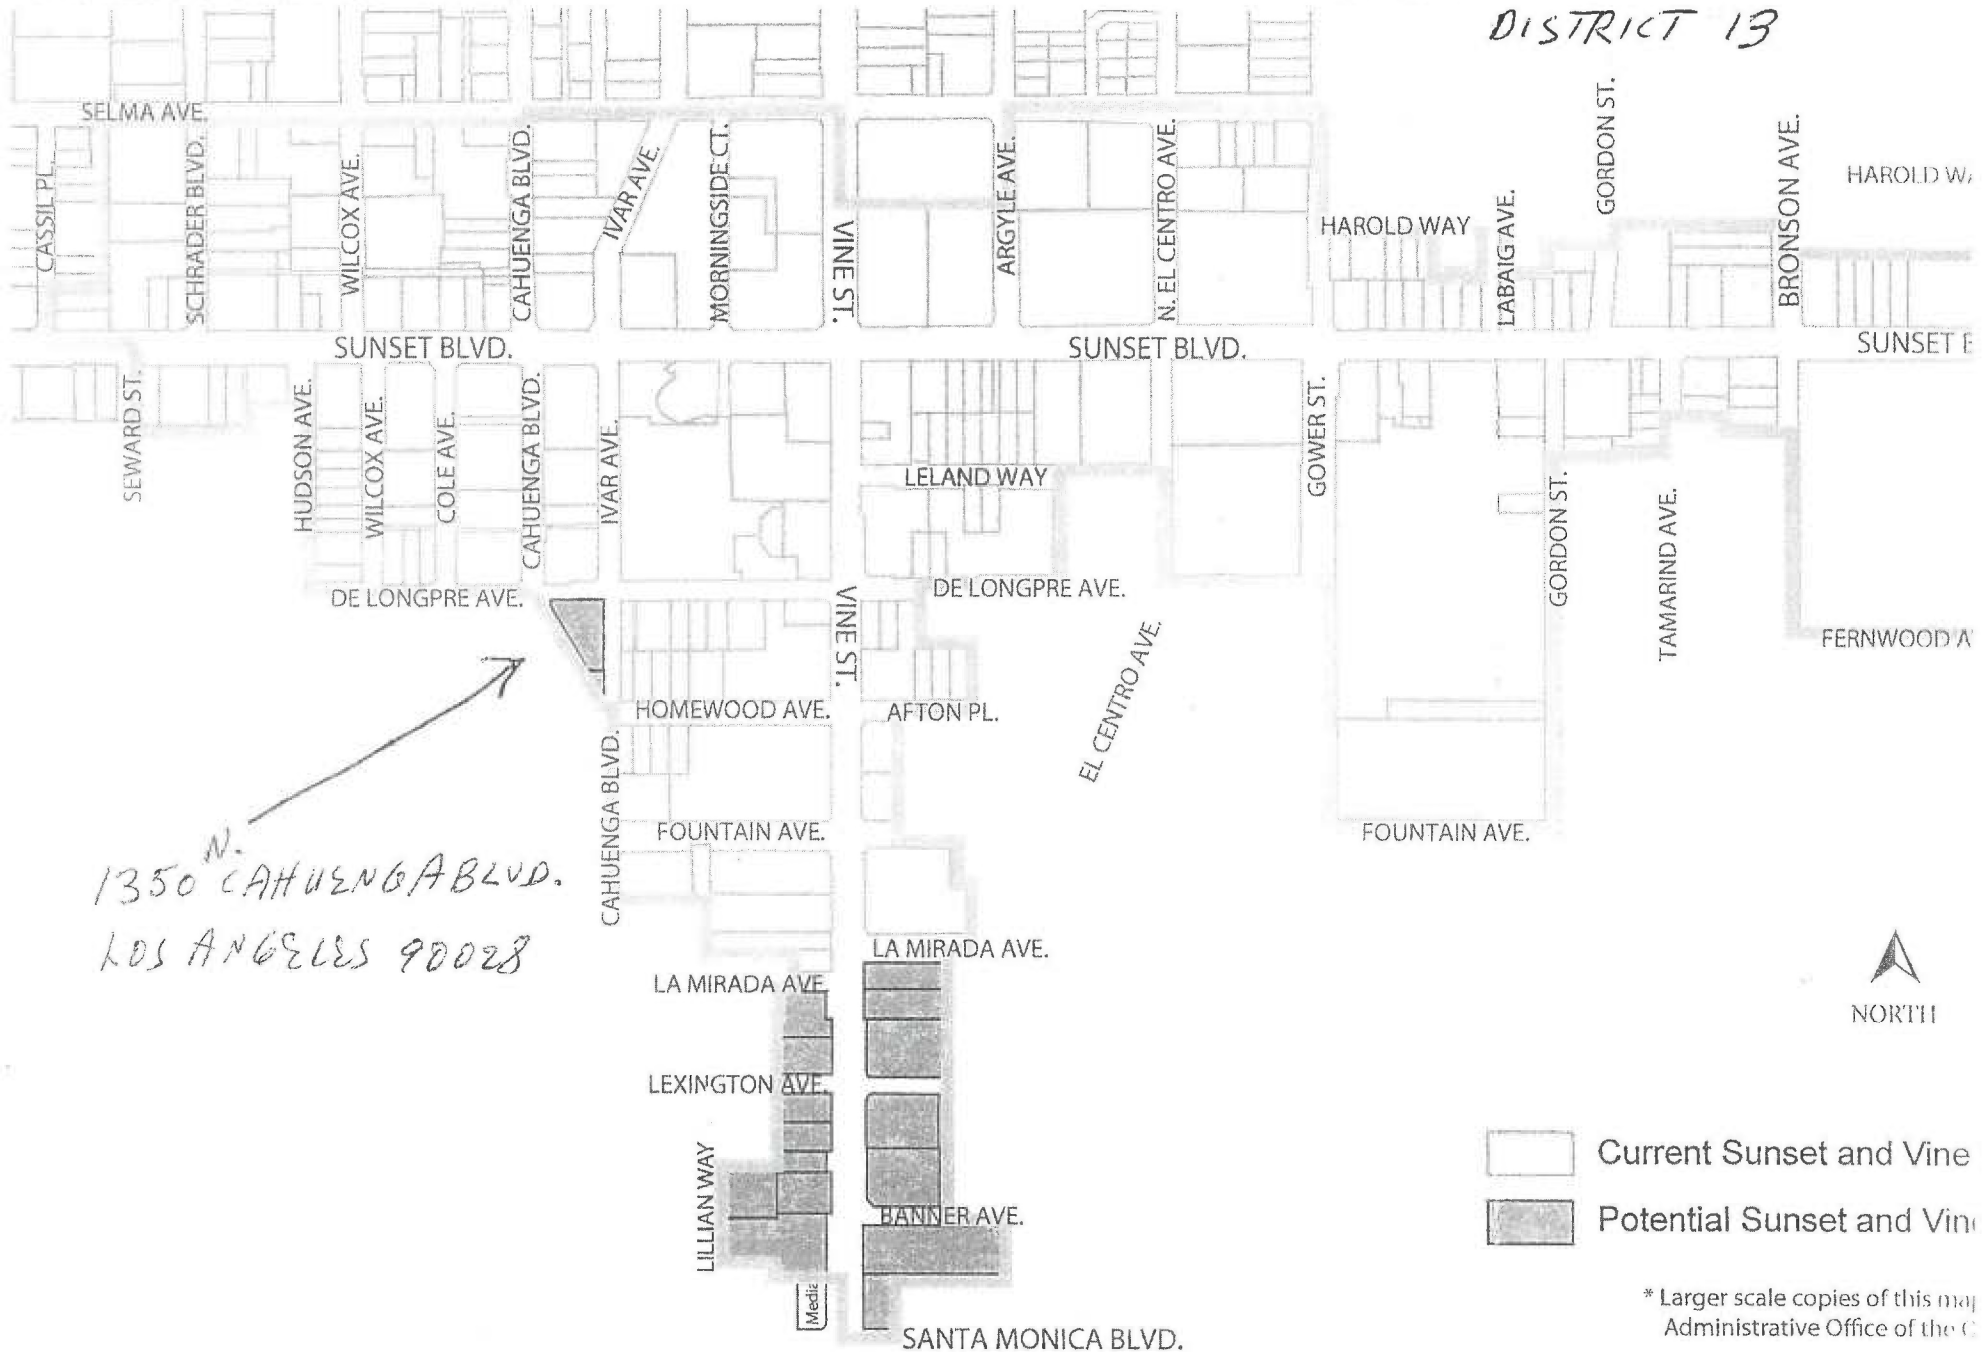 DISTRICT 13
SELMA AVE.
CASSIL PL.
SCHRADER BLVD.
WILCOX AVE.
CAHUENGA BLVD.
IVAR AVE.
MORNINGSIDE CT.
VINE ST.
ARGYLE AVE.
N. EL CENTRO AVE.
HAROLD WAY
LABAIG AVE.
GORDON ST.
BRONSON AVE.
HAROLD WA
SUNSET BLVD.
SUNSET BLVD.
SUNSET B
SEWARD ST.
HUDSON AVE.
WILCOX AVE.
COLE AVE.
CAHUENGA BLVD.
IVAR AVE.
LELAND WAY
GOWER ST.
GORDON ST.
TAMARIND AVE.
DE LONGPRE AVE.
VINE ST.
DE LONGPRE AVE.
EL CENTRO AVE.
FERNWOOD A
HOMEWOOD AVE.
AFTON PL.
CAHUENGA BLVD.
FOUNTAIN AVE.
FOUNTAIN AVE.
1350 N. CAHUENGA BLVD.
LOS ANGELES 90028
LA MIRADA AVE.
LA MIRADA AVE.
NORTH
LEXINGTON AVE.
LILLIAN WAY
BANNER AVE.
Media
SANTA MONICA BLVD.
Current Sunset and Vine
Potential Sunset and Vin
* Larger scale copies of this map
Administrative Office of the C